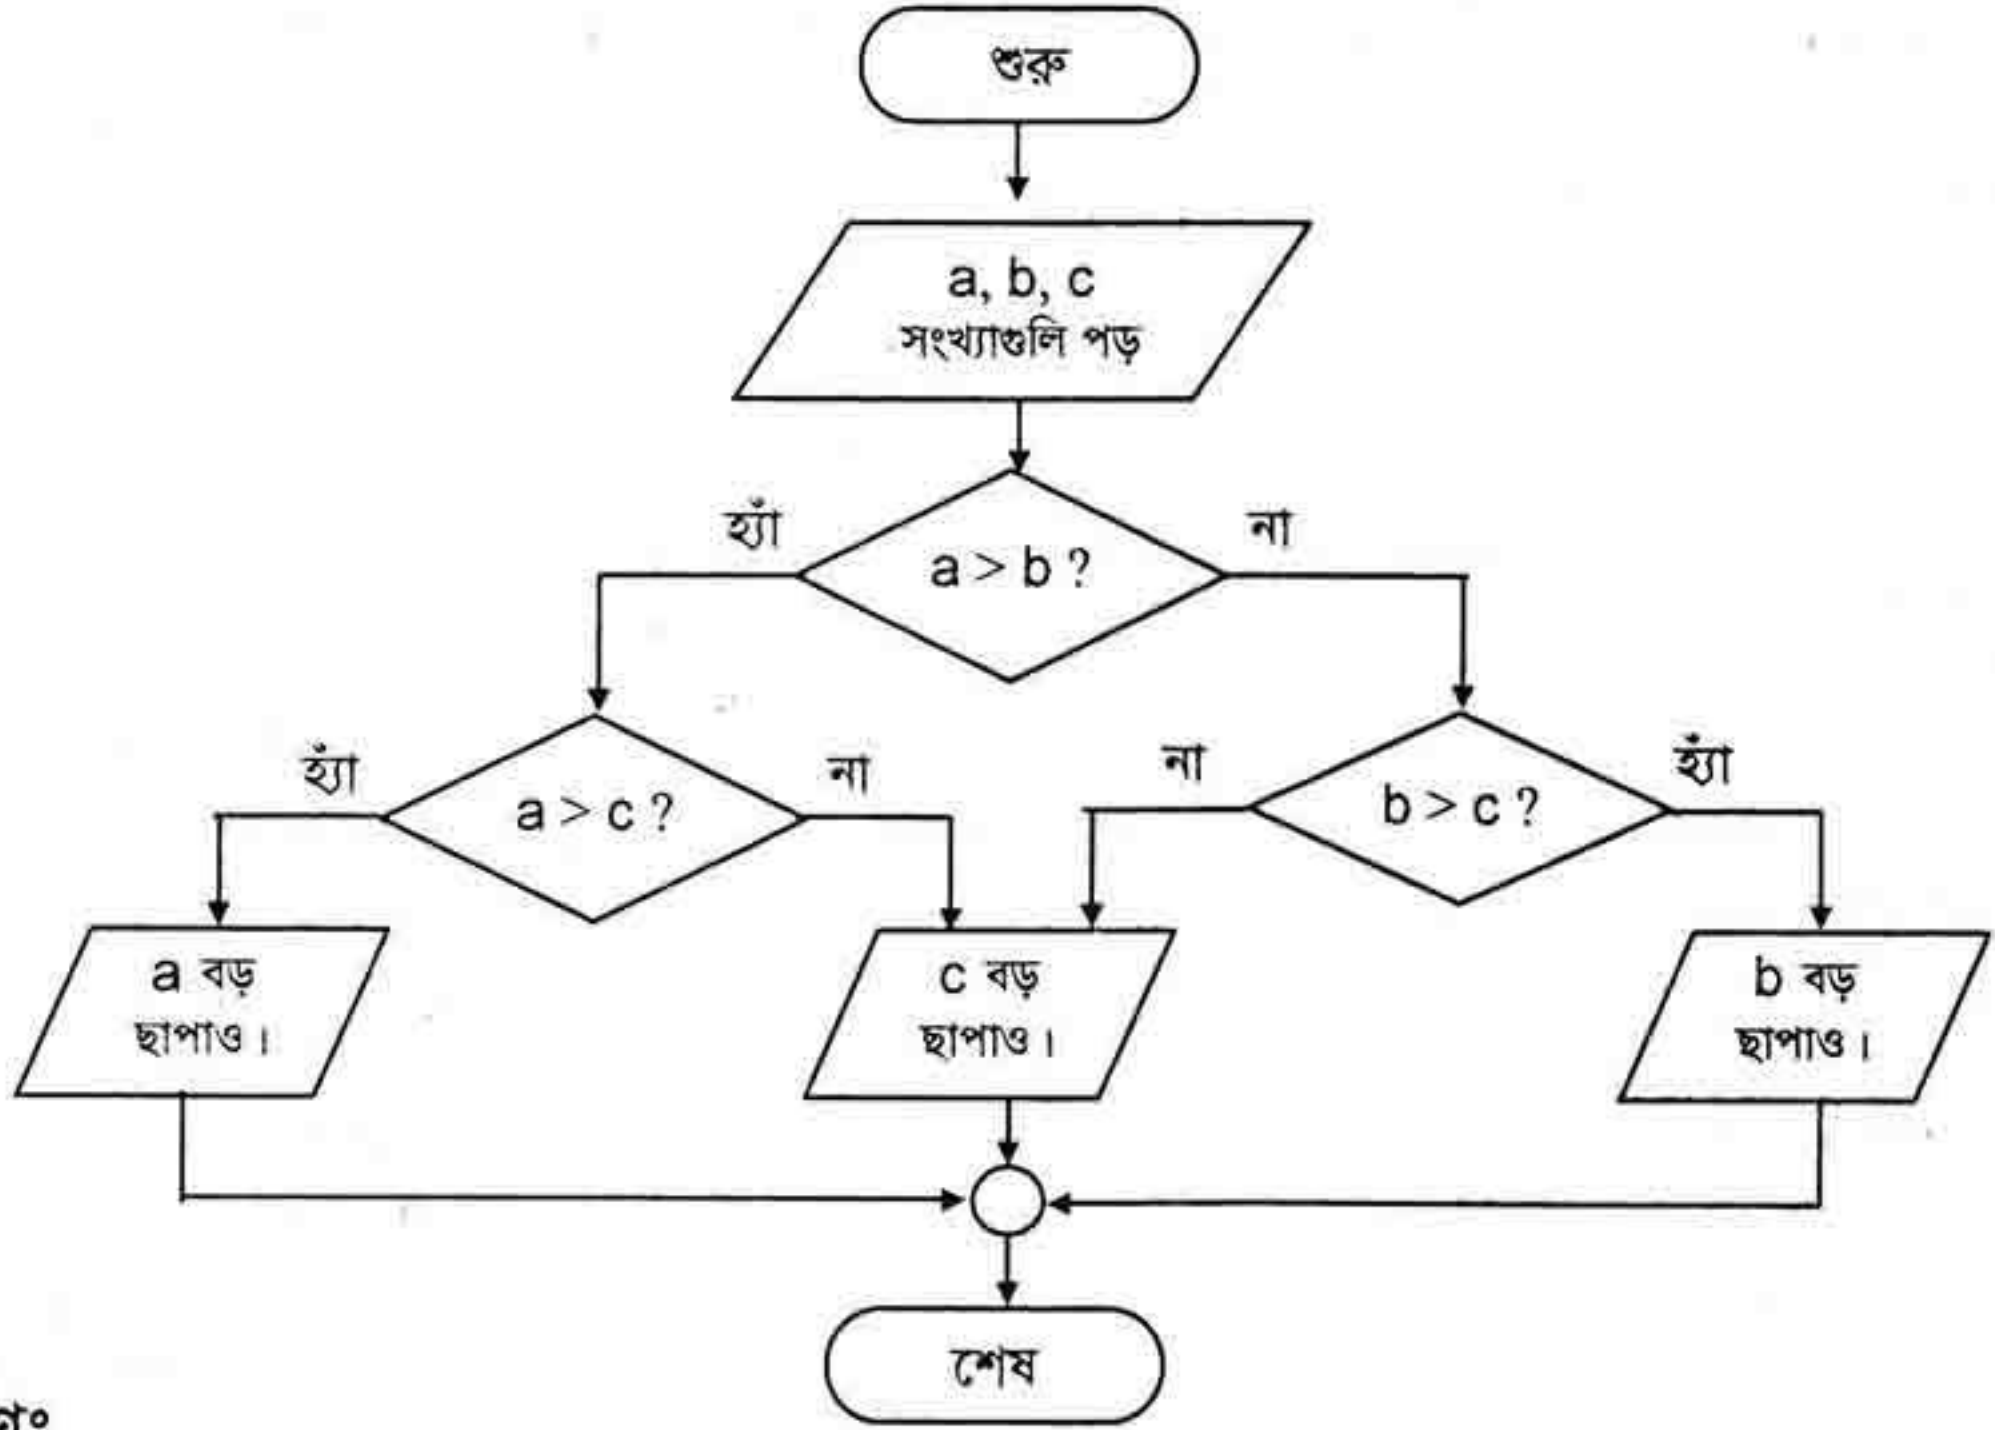 শুরু
a, b, c
সংখ্যাগুলি পড়
হ্যাঁ
না
a > b ?
হ্যাঁ
না
না
হ্যাঁ
a > c ?
b > c ?
a বড়
ছাপাও।
c বড়
ছাপাও।
b বড়
ছাপাও।
শেষ